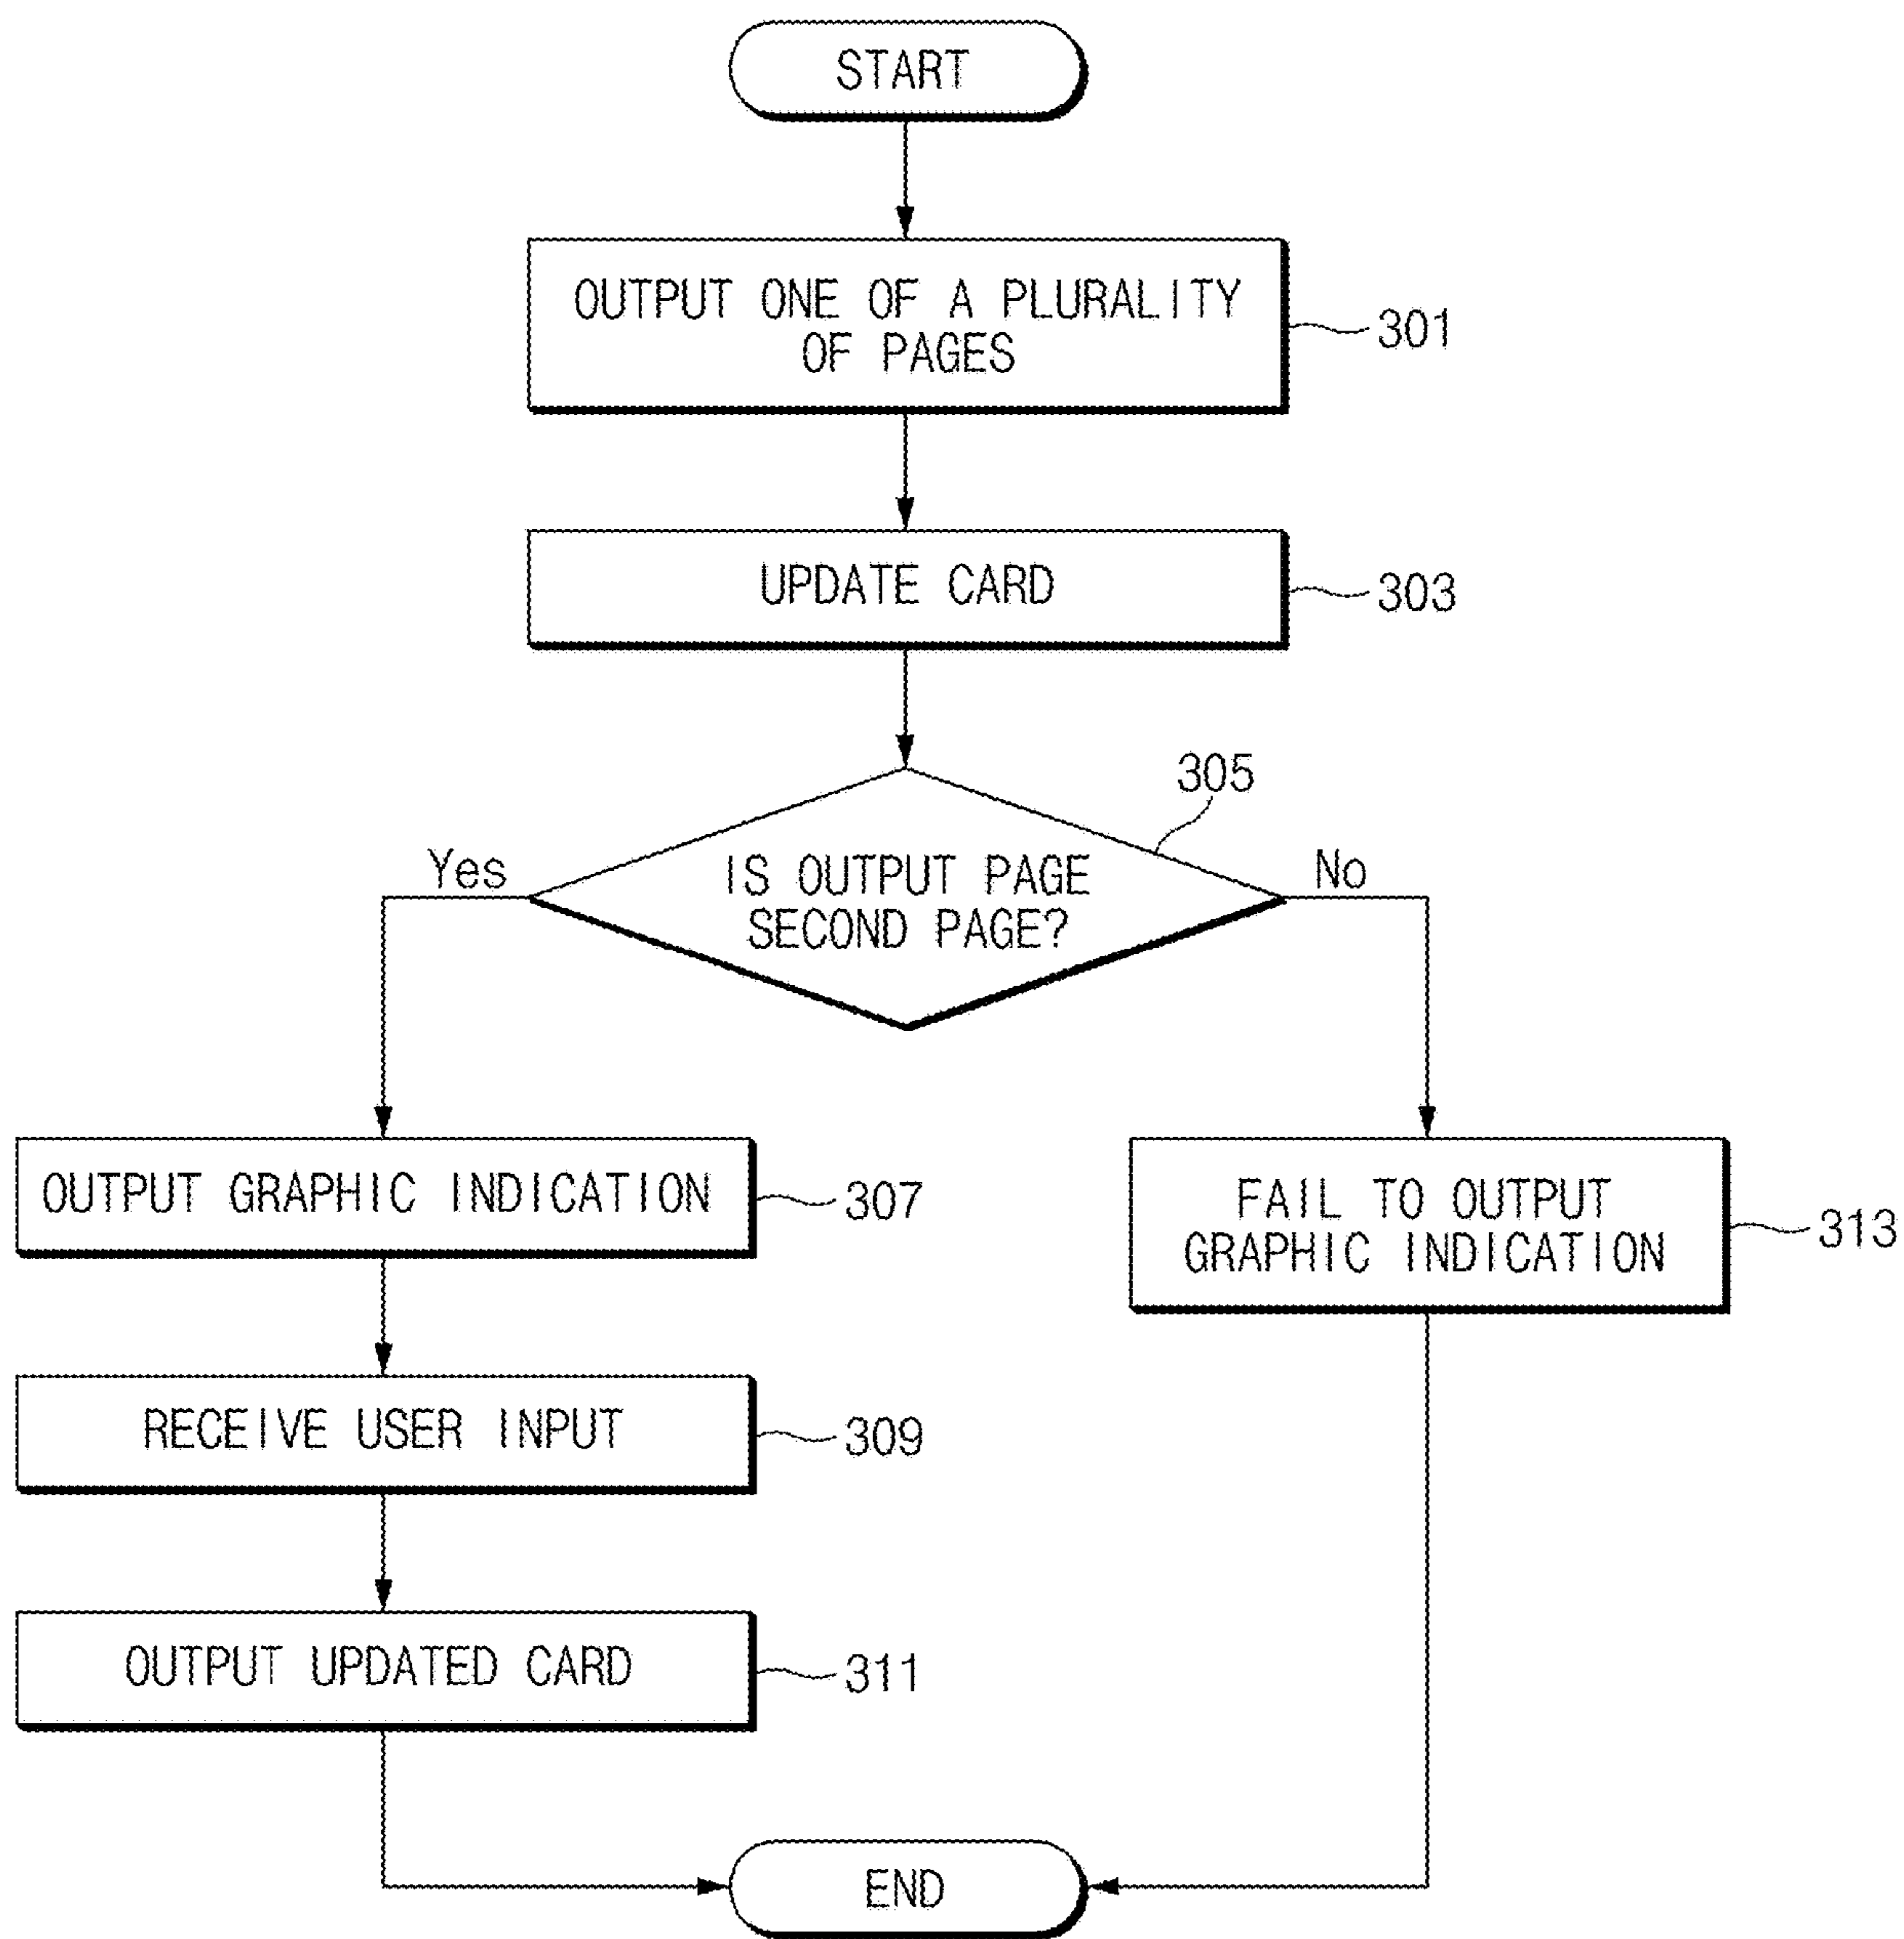 START
OUTPUT ONE OF A PLURALITY
OF PAGES
301
UPDATE CARD
303
305
Yes
IS OUTPUT PAGE
SECOND PAGE?
No
OUTPUT GRAPHIC INDICATION
307
FAIL TO OUTPUT
GRAPHIC INDICATION
313
RECEIVE USER INPUT
309
OUTPUT UPDATED CARD
311
END